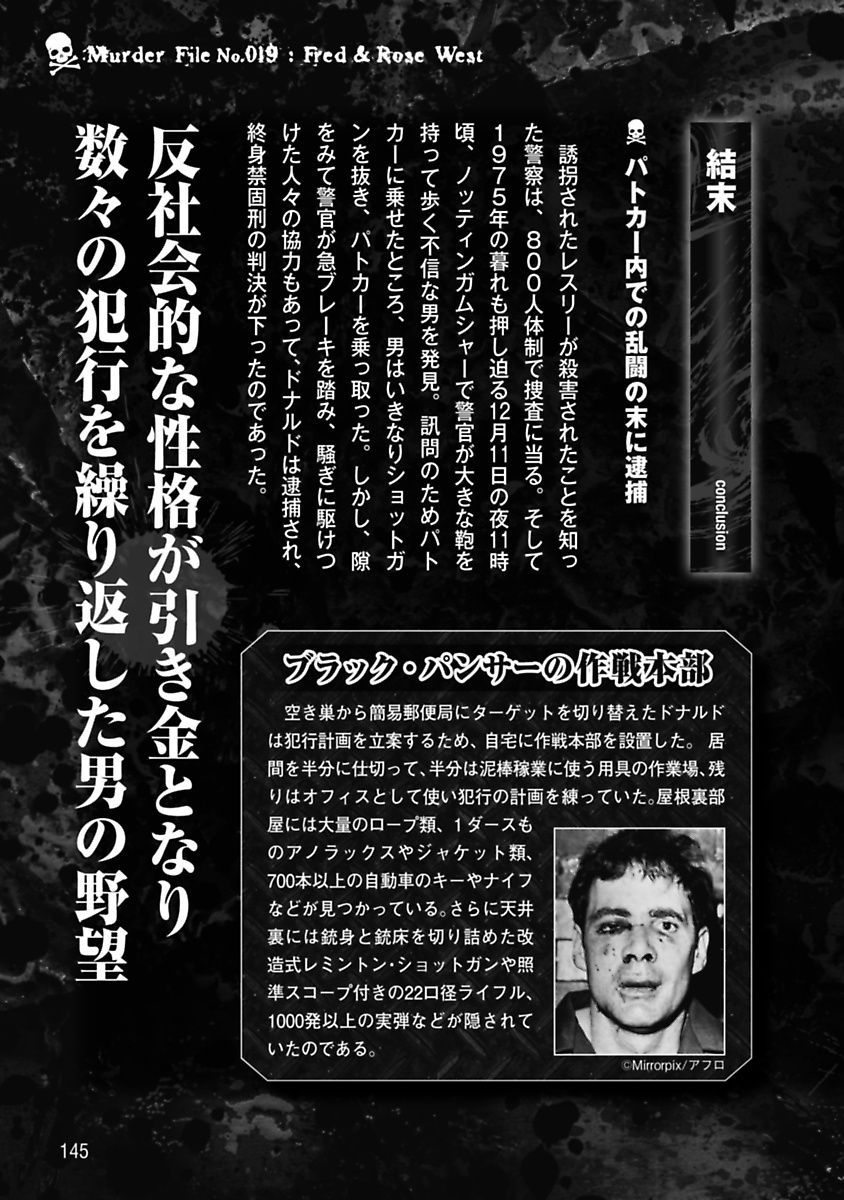 Murder File No.019 : Fred & Rose West
結末
conclusion
パトカー内での乱闘の末に逮捕
誘拐されたレスリーが殺害されたことを知っ
た警察は、800人体制で捜査に当る。そして
1975年の暮れも押し迫る12月11日の夜11時
頃、ノッティンガムシャーで警官が大きな鞄を
持って歩く不信な男を発見。訊問のためパト
カーに乗せたところ、男はいきなりショットガ
ンを抜き、パトカーを乗っ取った。しかし、隙
をみて警官が急ブレーキを踏み、騒ぎに駆けつ
けた人々の協力もあって、ドナルドは逮捕され、
終身禁固刑の判決が下ったのであった。
反社会的な性格が引き金となり
数々の犯行を繰り返した男の野望
ブラック・パンサーの作戦本部
空き巣から簡易郵便局にターゲットを切り替えたドナルド
は犯行計画を立案するため、自宅に作戦本部を設置した。居
間を半分に仕切って、半分は泥棒稼業に使う用具の作業場、残
りはオフィスとして使い犯行の計画を練っていた。屋根裏部
屋には大量のロープ類、1ダースも
のアノラックスやジャケット類、
700本以上の自動車のキーやナイフ
などが見つかっている。さらに天井
裏には銃身と銃床を切り詰めた改
造式レミントン・ショットガンや照
準スコープ付きの22口径ライフル、
1000発以上の実弾などが隠されて
いたのである。
©Mirrorpix/アフロ
145